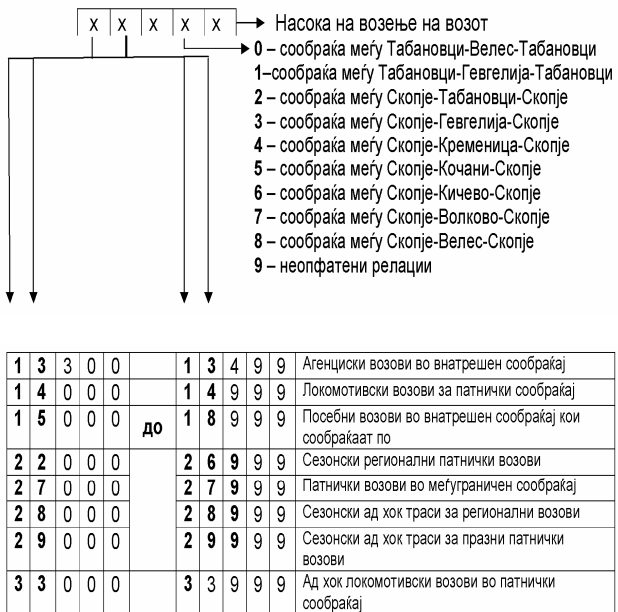 x x x x x Насока на возење на возот
0 – сообраќа меѓу Табановци-Велес-Табановци
1–сообраќа меѓу Табановци-Гевгелија-Табановци
2 – сообраќа меѓу Скопје-Табановци-Скопје
3 – сообраќа меѓу Скопје-Гевгелија-Скопје
4 – сообраќа меѓу Скопје-Кременица-Скопје
5 – сообраќа меѓу Скопје-Кочани-Скопје
6 – сообраќа меѓу Скопје-Кичево-Скопје
7 – сообраќа меѓу Скопје-Волково-Скопје
8 – сообраќа меѓу Скопје-Велес-Скопје
9 – неопфатени релации
1 3 3 0 0 1 3 4 9 9 Агенциски возови во внатрешен сообраќај
1 4 0 0 0 1 4 9 9 9 Локомотивски возови за патнички сообраќај
1 5 0 0 0 до 1 8 9 9 9 Посебни возови во внатрешен сообраќај кои
сообраќаат по
2 2 0 0 0 2 6 9 9 9 Сезонски регионални патнички возови
2 7 0 0 0 2 7 9 9 9 Патнички возови во меѓуграничен сообраќај
2 8 0 0 0 2 8 9 9 9 Сезонски ад хок траси за регионални возови
2 9 0 0 0 2 9 9 9 9 Сезонски ад хок траси за празни патнички
возови
3 3 0 0 0 3 3 9 9 9 Ад хок локомотивски возови во патнички
сообраќај